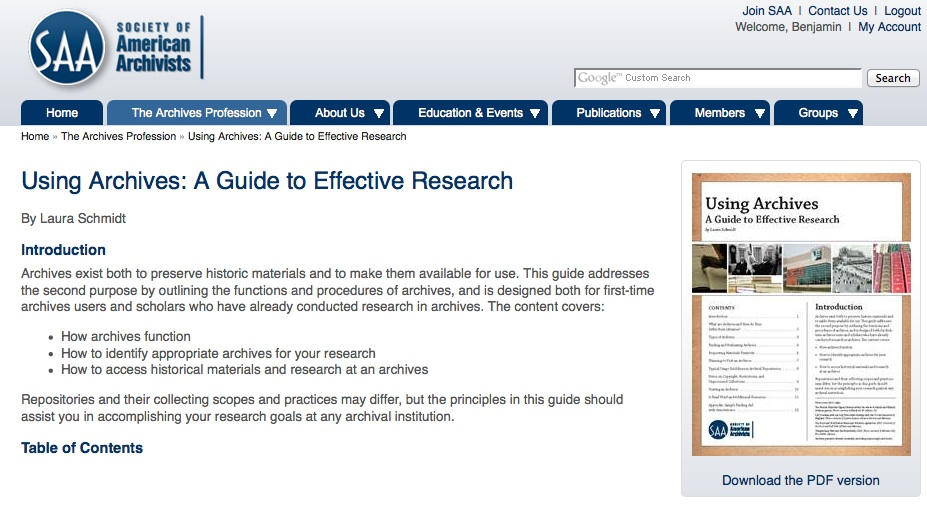 Join SAA | Contact Us | Logout
Welcome, Benjamin | My Account
SAA
SOCIETY OF
American
Archivists
Google™ Custom Search
Search
Home
The Archives Profession
About Us
Education & Events
Publications
Members
Groups
Home » The Archives Profession » Using Archives: A Guide to Effective Research
Using Archives: A Guide to Effective Research
By Laura Schmidt
Introduction
Archives exist both to preserve historic materials and to make them available for use. This guide addresses
the second purpose by outlining the functions and procedures of archives, and is designed both for first-time
archives users and scholars who have already conducted research in archives. The content covers:
• How archives function
• How to identify appropriate archives for your research
• How to access historical materials and research at an archives
Repositories and their collecting scopes and practices may differ, but the principles in this guide should
assist you in accomplishing your research goals at any archival institution.
Table of Contents
Using Archives
A Guide to Effective Research
by Laura Schmidt
CONTENTS
Introduction
SAA
SOCIETY OF
American
Archivists
Download the PDF version